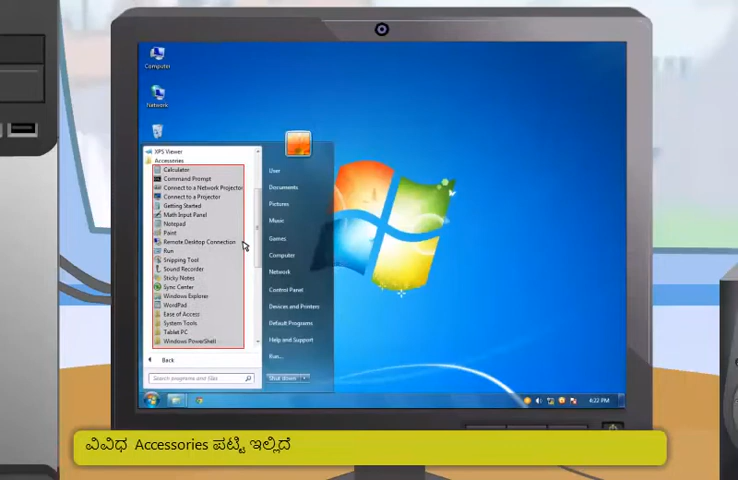 Computer
Network
XPS Viewer
Accessories
Calculator
Command Prompt
Connect to a Network Projector
Connect to a Projector
Getting Started
Math Input Panel
Notepad
Paint
Remote Desktop Connection
Run
Snipping Tool
Sound Recorder
Sticky Notes
Sync Center
Windows Explorer
WordPad
Ease of Access
System Tools
Tablet PC
Windows PowerShell
Back
Search programs and files
User
Documents
Pictures
Music
Games
Computer
Network
Control Panel
Devices and Printers
Default Programs
Help and Support
Run...
Shut down
4:22 PM
ವಿವಿಧ Accessories ಪಟ್ಟಿ ಇಲ್ಲಿದೆ